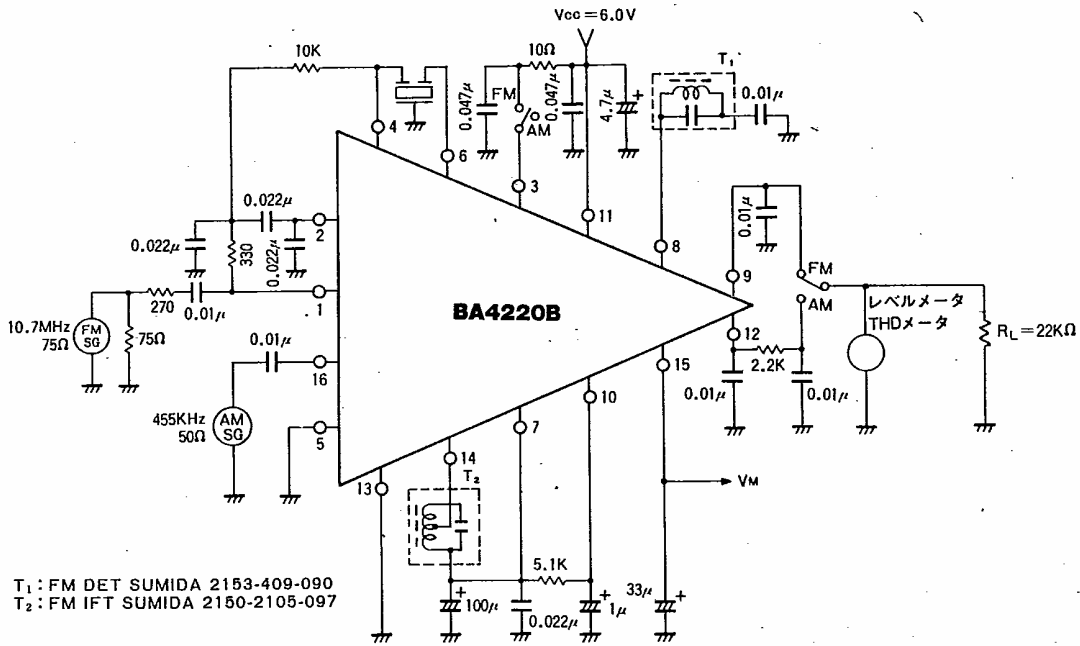 Vcc=6.0V
10K
10Ω
T₁
0.047μ
FM
AM
0.047μ
4.7μ
+
0.01μ
4
6
3
11
8
0.022μ
0.022μ
0.022μ
330
2
0.01μ
9
FM
AM
270
0.01μ
1
BA4220B
レベルメータ
THDメータ
RL=22KΩ
10.7MHz
75Ω
FM
SG
75Ω
0.01μ
16
12
2.2K
15
0.01μ
0.01μ
455KHz
50Ω
AM
SG
5
10
7
14
13
T₂
VM
5.1K
+
100μ
0.022μ
+
1μ
33μ
+
T₁:FM DET SUMIDA 2153-409-090
T₂:FM IFT SUMIDA 2150-2105-097